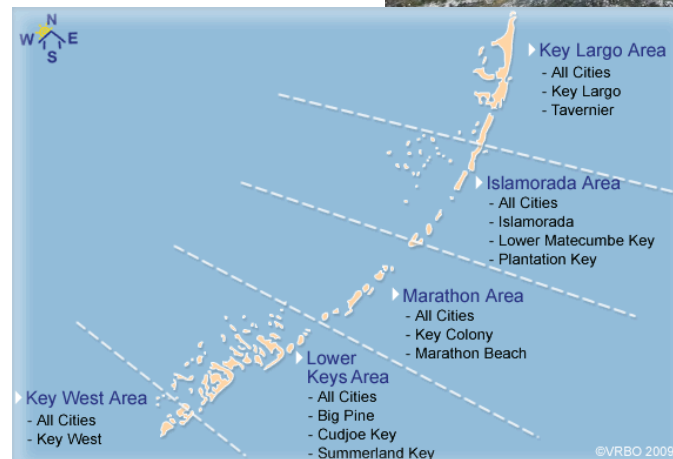 N
W E
S
Key Largo Area
- All Cities
- Key Largo
- Tavernier
Islamorada Area
- All Cities
- Islamorada
- Lower Matecumbe Key
- Plantation Key
Marathon Area
- All Cities
- Key Colony
- Marathon Beach
Lower
Keys Area
- All Cities
- Big Pine
- Cudjoe Key
- Summerland Key
Key West Area
- All Cities
- Key West
©VRBO 2009